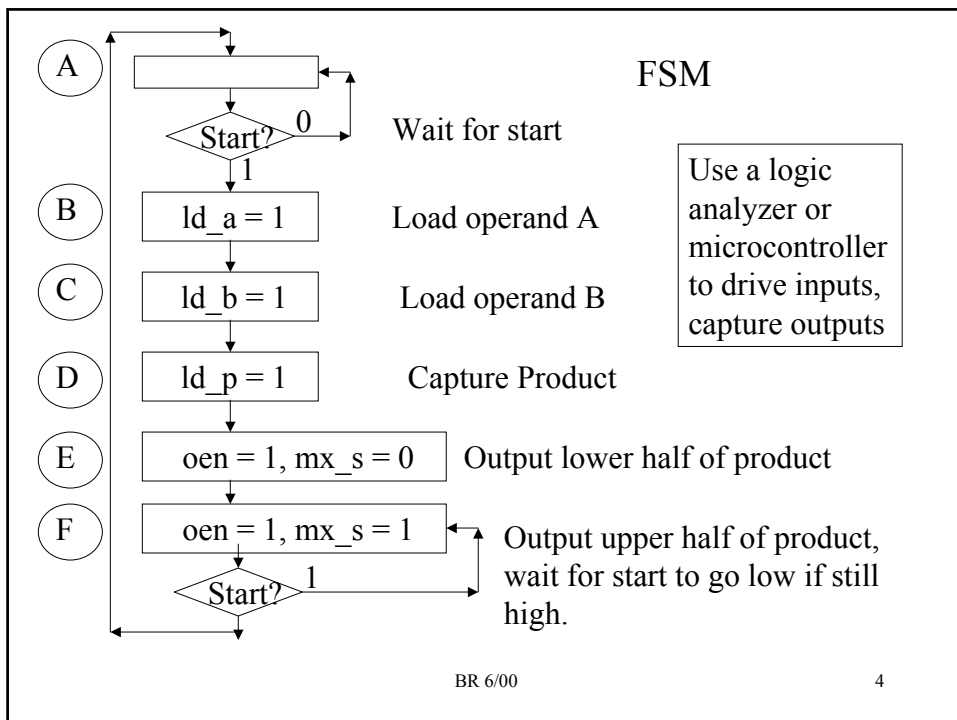 FSM
A
Start?
0
Wait for start
1
Use a logic
analyzer or
microcontroller
to drive inputs,
capture outputs
B
ld_a = 1
Load operand A
C
ld_b = 1
Load operand B
D
ld_p = 1
Capture Product
E
oen = 1, mx_s = 0
Output lower half of product
F
oen = 1, mx_s = 1
Output upper half of product,
wait for start to go low if still
high.
Start?
1
BR 6/00
4